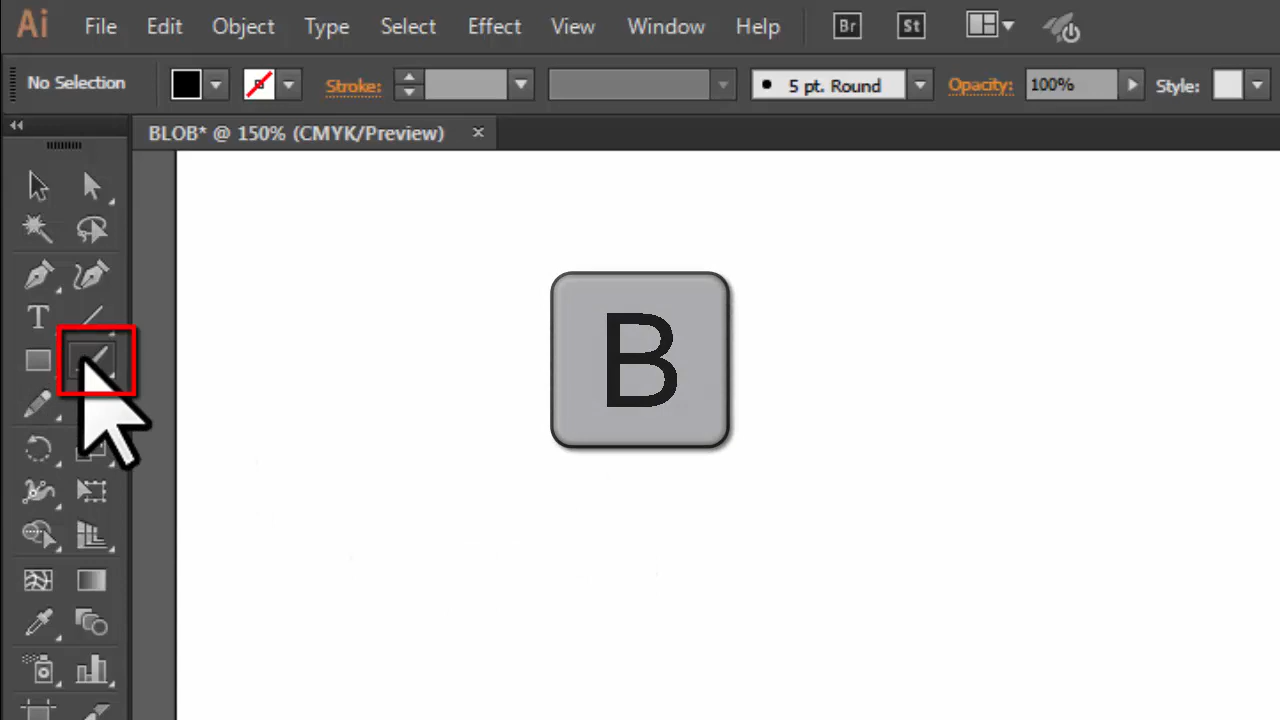 Ai File Edit Object Type Select Effect View Window Help Br St
No Selection Stroke: 5 pt. Round Opacity: 100% Style:
BLOB* @ 150% (CMYK/Preview) ×
T
B